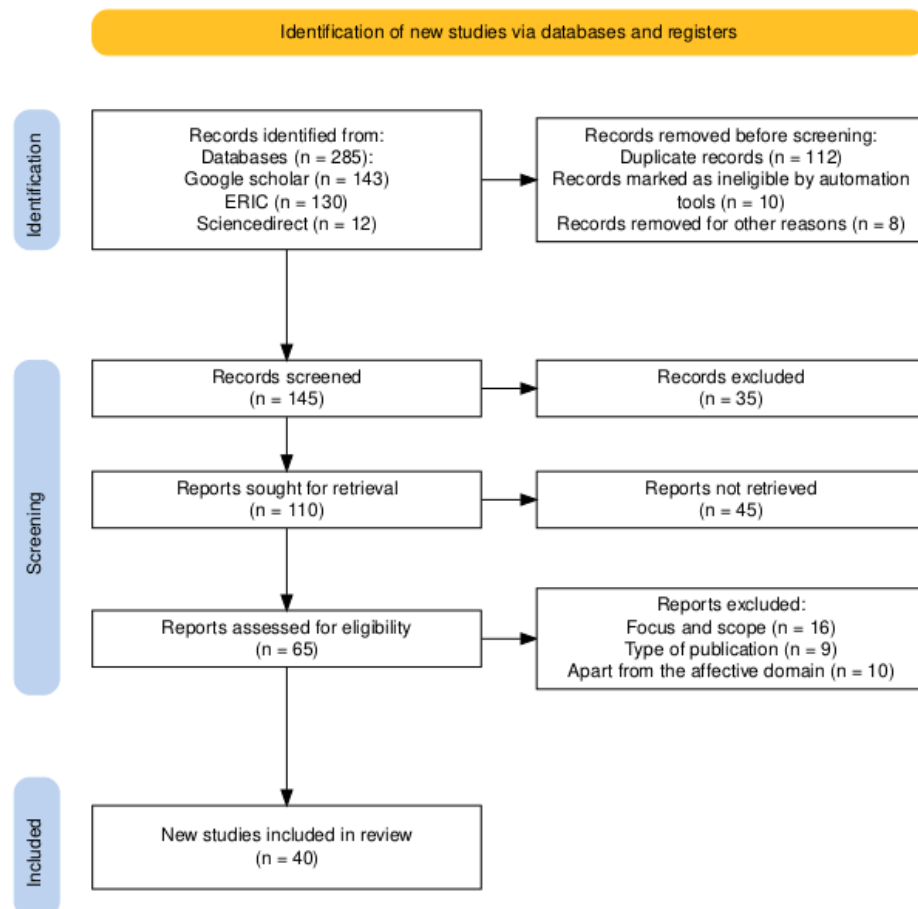 Identification of new studies via databases and registers
Identification
Records identified from:
Databases (n = 285):
Google scholar (n = 143)
ERIC (n = 130)
Sciencedirect (n = 12)
Records removed before screening:
Duplicate records (n = 112)
Records marked as ineligible by automation
tools (n = 10)
Records removed for other reasons (n = 8)
Screening
Records screened
(n = 145)
Records excluded
(n = 35)
Reports sought for retrieval
(n = 110)
Reports not retrieved
(n = 45)
Reports assessed for eligibility
(n = 65)
Reports excluded:
Focus and scope (n = 16)
Type of publication (n = 9)
Apart from the affective domain (n = 10)
Included
New studies included in review
(n = 40)